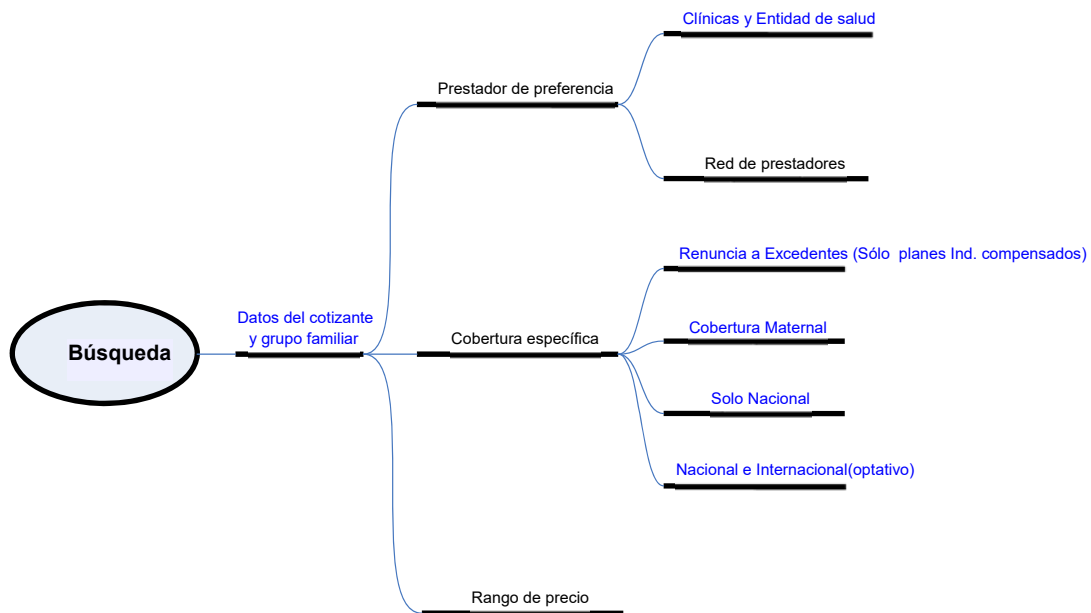 Clínicas y Entidad de salud
Prestador de preferencia
Red de prestadores
Renuncia a Excedentes (Sólo planes Ind. compensados)
Datos del cotizante
y grupo familiar
Cobertura Maternal
Búsqueda
Cobertura específica
Solo Nacional
Nacional e Internacional(optativo)
Rango de precio